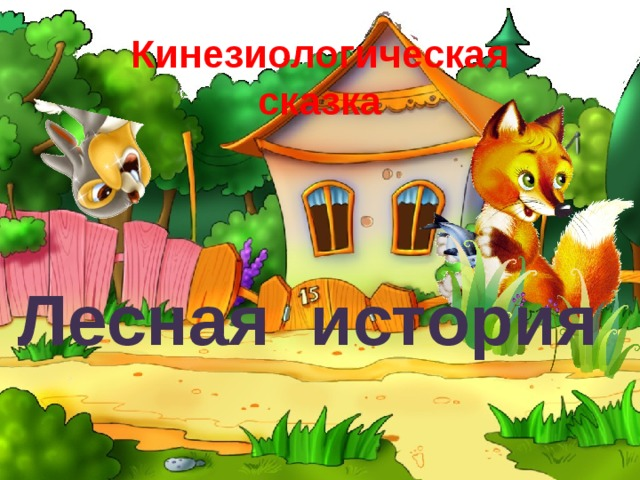 Кинезиологическая
сказка
15
Лесная история